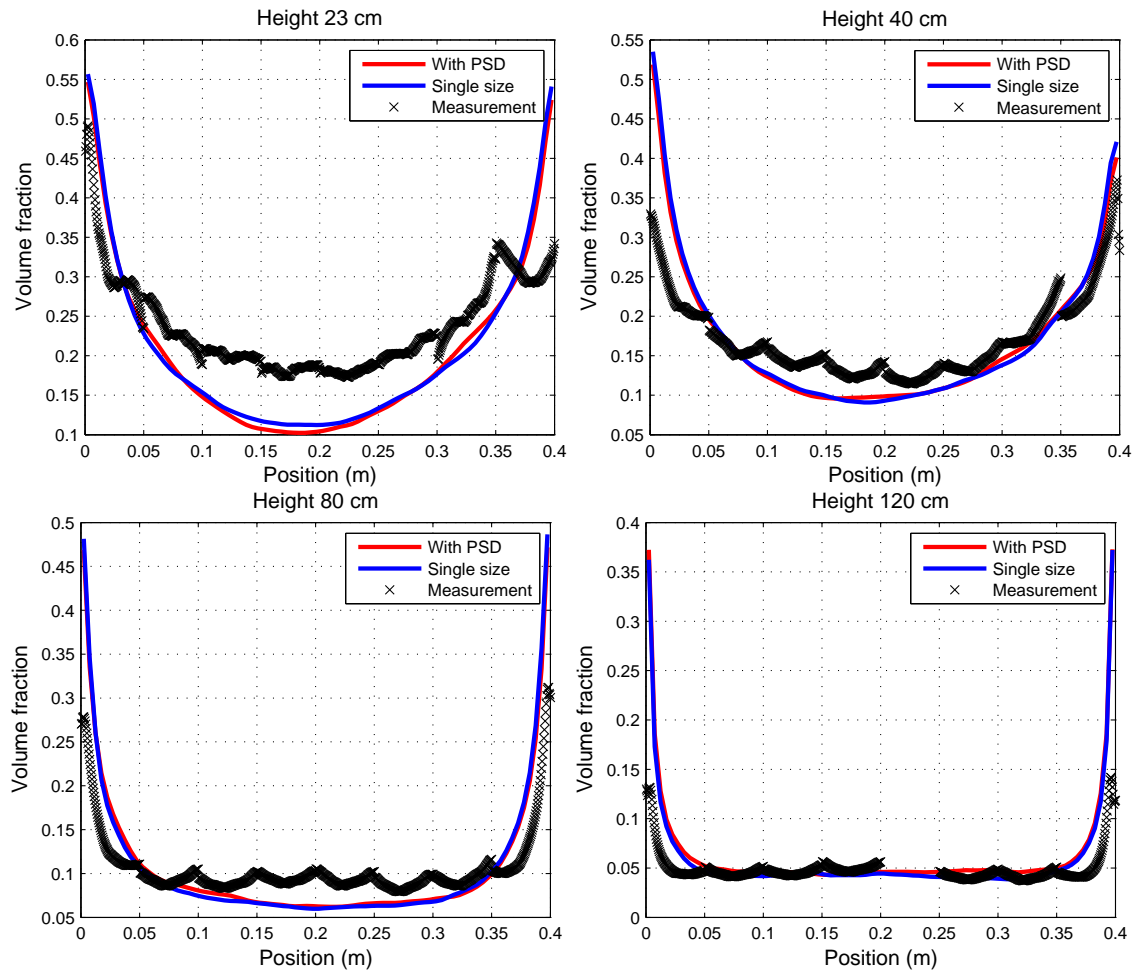 Height 23 cm
0.6
0.55
0.5
0.45
0.4
0.35
0.3
0.25
0.2
0.15
0.1
Volume fraction
With PSD
Single size
Measurement
0 0.05 0.1 0.15 0.2 0.25 0.3 0.35 0.4
Position (m)
Height 40 cm
0.55
0.5
0.45
0.4
0.35
0.3
0.25
0.2
0.15
0.1
0.05
Volume fraction
With PSD
Single size
Measurement
0 0.05 0.1 0.15 0.2 0.25 0.3 0.35 0.4
Position (m)
Height 80 cm
0.5
0.45
0.4
0.35
0.3
0.25
0.2
0.15
0.1
0.05
Volume fraction
With PSD
Single size
Measurement
0 0.05 0.1 0.15 0.2 0.25 0.3 0.35 0.4
Position (m)
Height 120 cm
0.4
0.35
0.3
0.25
0.2
0.15
0.1
0.05
0
Volume fraction
With PSD
Single size
Measurement
0 0.05 0.1 0.15 0.2 0.25 0.3 0.35 0.4
Position (m)